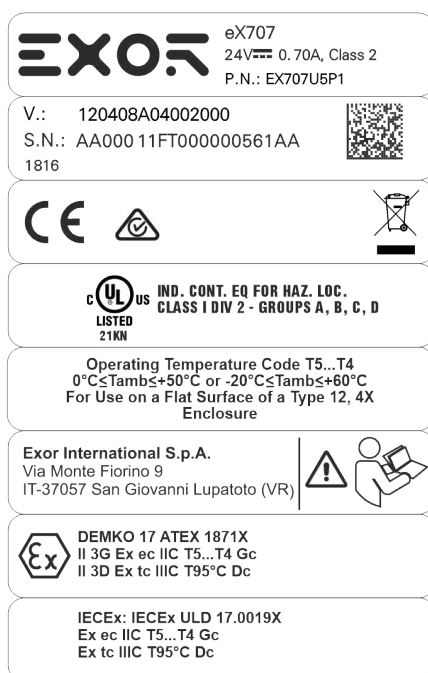 EXOR
eX707
24V 0.70A, Class 2
P.N.: EX707U5P1
V.: 120408A04002000
S.N.: AA000 11FT000000561AA
1816
CE
C UL US
LISTED
21KN
IND. CONT. EQ FOR HAZ. LOC.
CLASS I DIV 2 - GROUPS A, B, C, D
Operating Temperature Code T5...T4
0°C≤Tamb≤+50°C or -20°C≤Tamb≤+60°C
For Use on a Flat Surface of a Type 12, 4X
Enclosure
Exor International S.p.A.
Via Monte Fiorino 9
IT-37057 San Giovanni Lupatoto (VR)
Ex
DEMKO 17 ATEX 1871X
II 3G Ex ec IIC T5...T4 Gc
II 3D Ex tc IIIC T95°C Dc
IECEx: IECEx ULD 17.0019X
Ex ec IIC T5...T4 Gc
Ex tc IIIC T95°C Dc